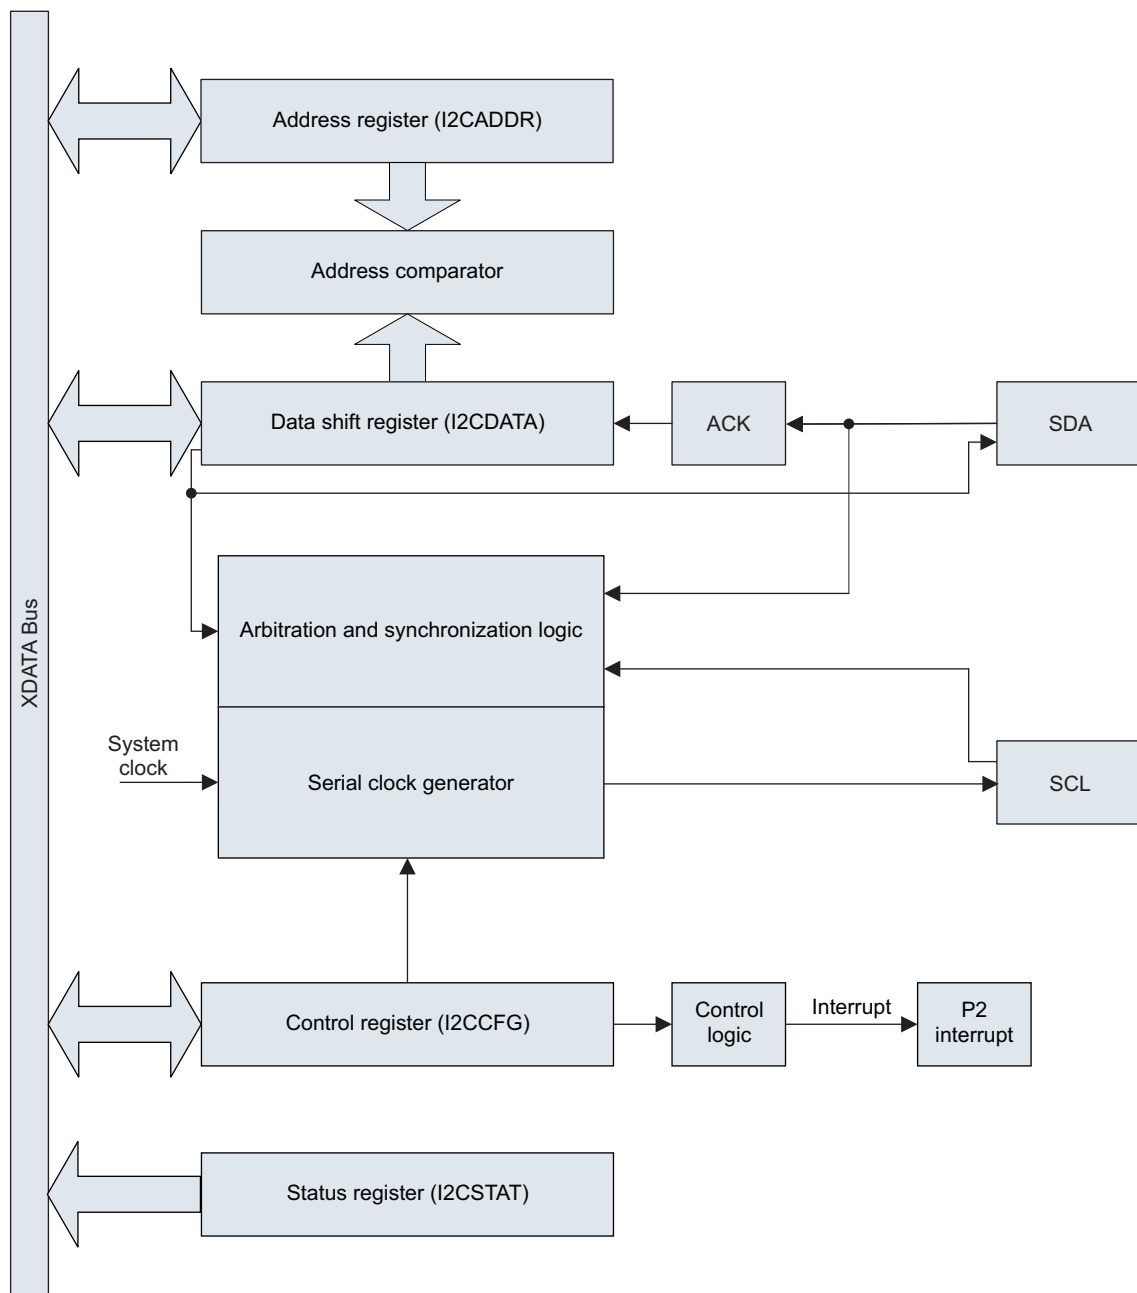 XDATA Bus
Address register (I2CADDR)
Address comparator
Data shift register (I2CDATA)
ACK
SDA
Arbitration and synchronization logic
System
clock
Serial clock generator
SCL
Control register (I2CCFG)
Control
logic
Interrupt
P2
interrupt
Status register (I2CSTAT)